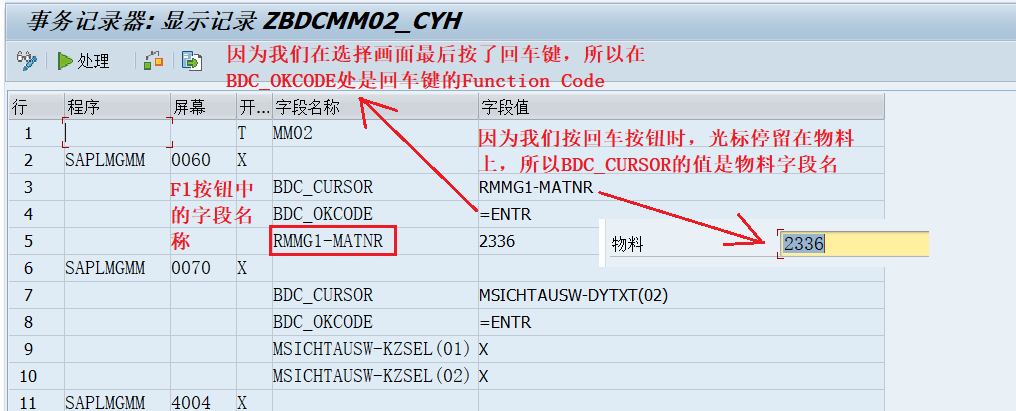 事务记录器: 显示记录 ZBDCMM02_CYH
处理
因为我们在选择画面最后按了回车键，所以在
BDC_OKCODE处是回车键的Function Code
行 程序 屏幕 开... 字段名称 字段值
1 T MM02
2 SAPLMGMM 0060 X
因为我们按回车按钮时，光标停留在物料
上，所以BDC_CURSOR的值是物料字段名
3 BDC_CURSOR RMMG1-MATNR
F1按钮中
的字段名
称
4 BDC_OKCODE =ENTR
5 RMMG1-MATNR 2336
物料 2336
6 SAPLMGMM 0070 X
7 BDC_CURSOR MSICHTAUSW-DYTXT(02)
8 BDC_OKCODE =ENTR
9 MSICHTAUSW-KZSEL(01) X
10 MSICHTAUSW-KZSEL(02) X
11 SAPLMGMM 4004 X